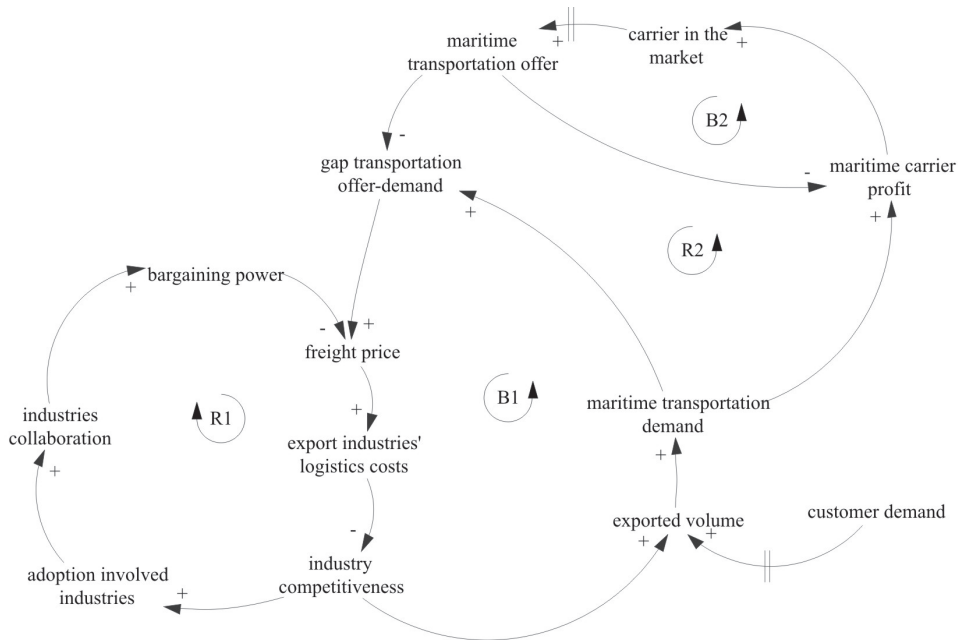 maritime
transportation offer
+
carrier in the
market
+
B2
-
gap transportation
offer-demand
+
-
maritime carrier
profit
+
R2
bargaining power
+
-
+
freight price
R1
+
B1
industries
collaboration
+
export industries'
logistics costs
maritime transportation
demand
+
-
exported volume
+
+
customer demand
adoption involved
industries
+
industry
competitiveness